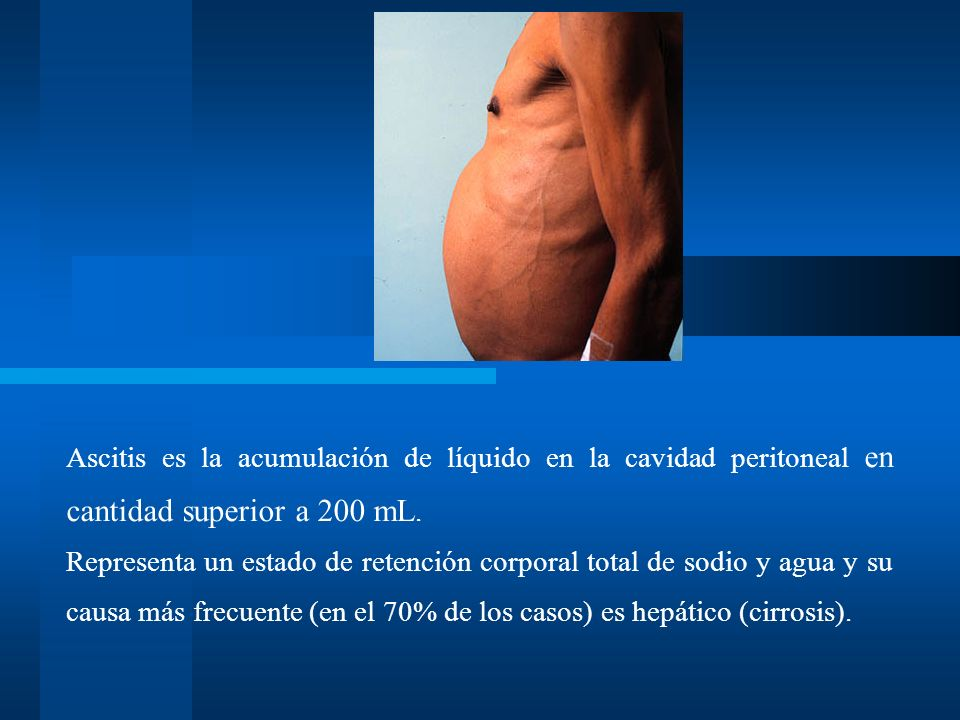 Ascitis es la acumulación de líquido en la cavidad peritoneal en
cantidad superior a 200 mL.
Representa un estado de retención corporal total de sodio y agua y su
causa más frecuente (en el 70% de los casos) es hepático (cirrosis).